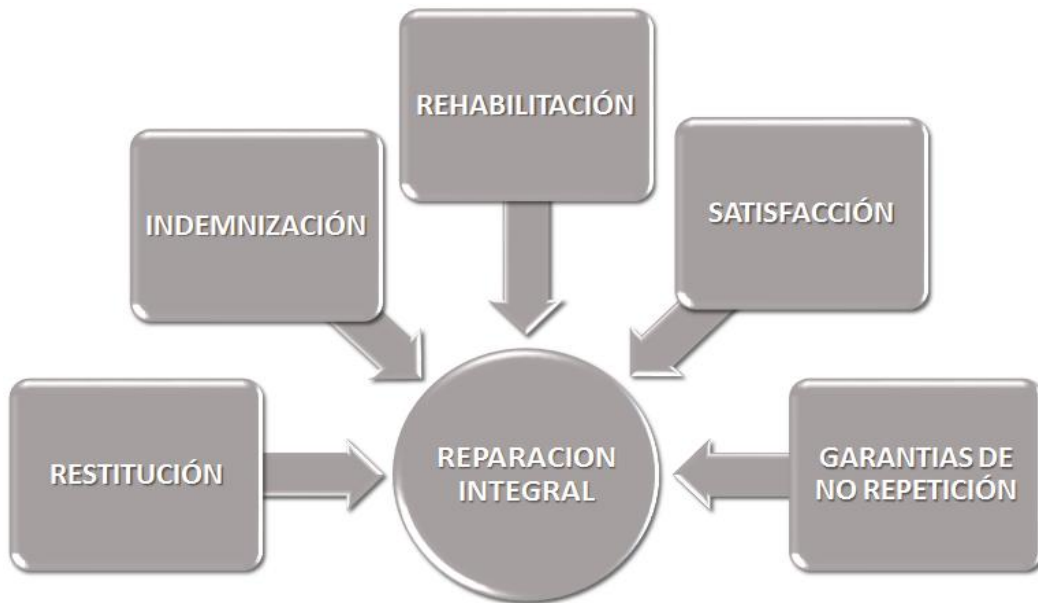 REHABILITACIÓN
INDEMNIZACIÓN
SATISFACCIÓN
RESTITUCIÓN
REPARACION
INTEGRAL
GARANTIAS DE
NO REPETICIÓN